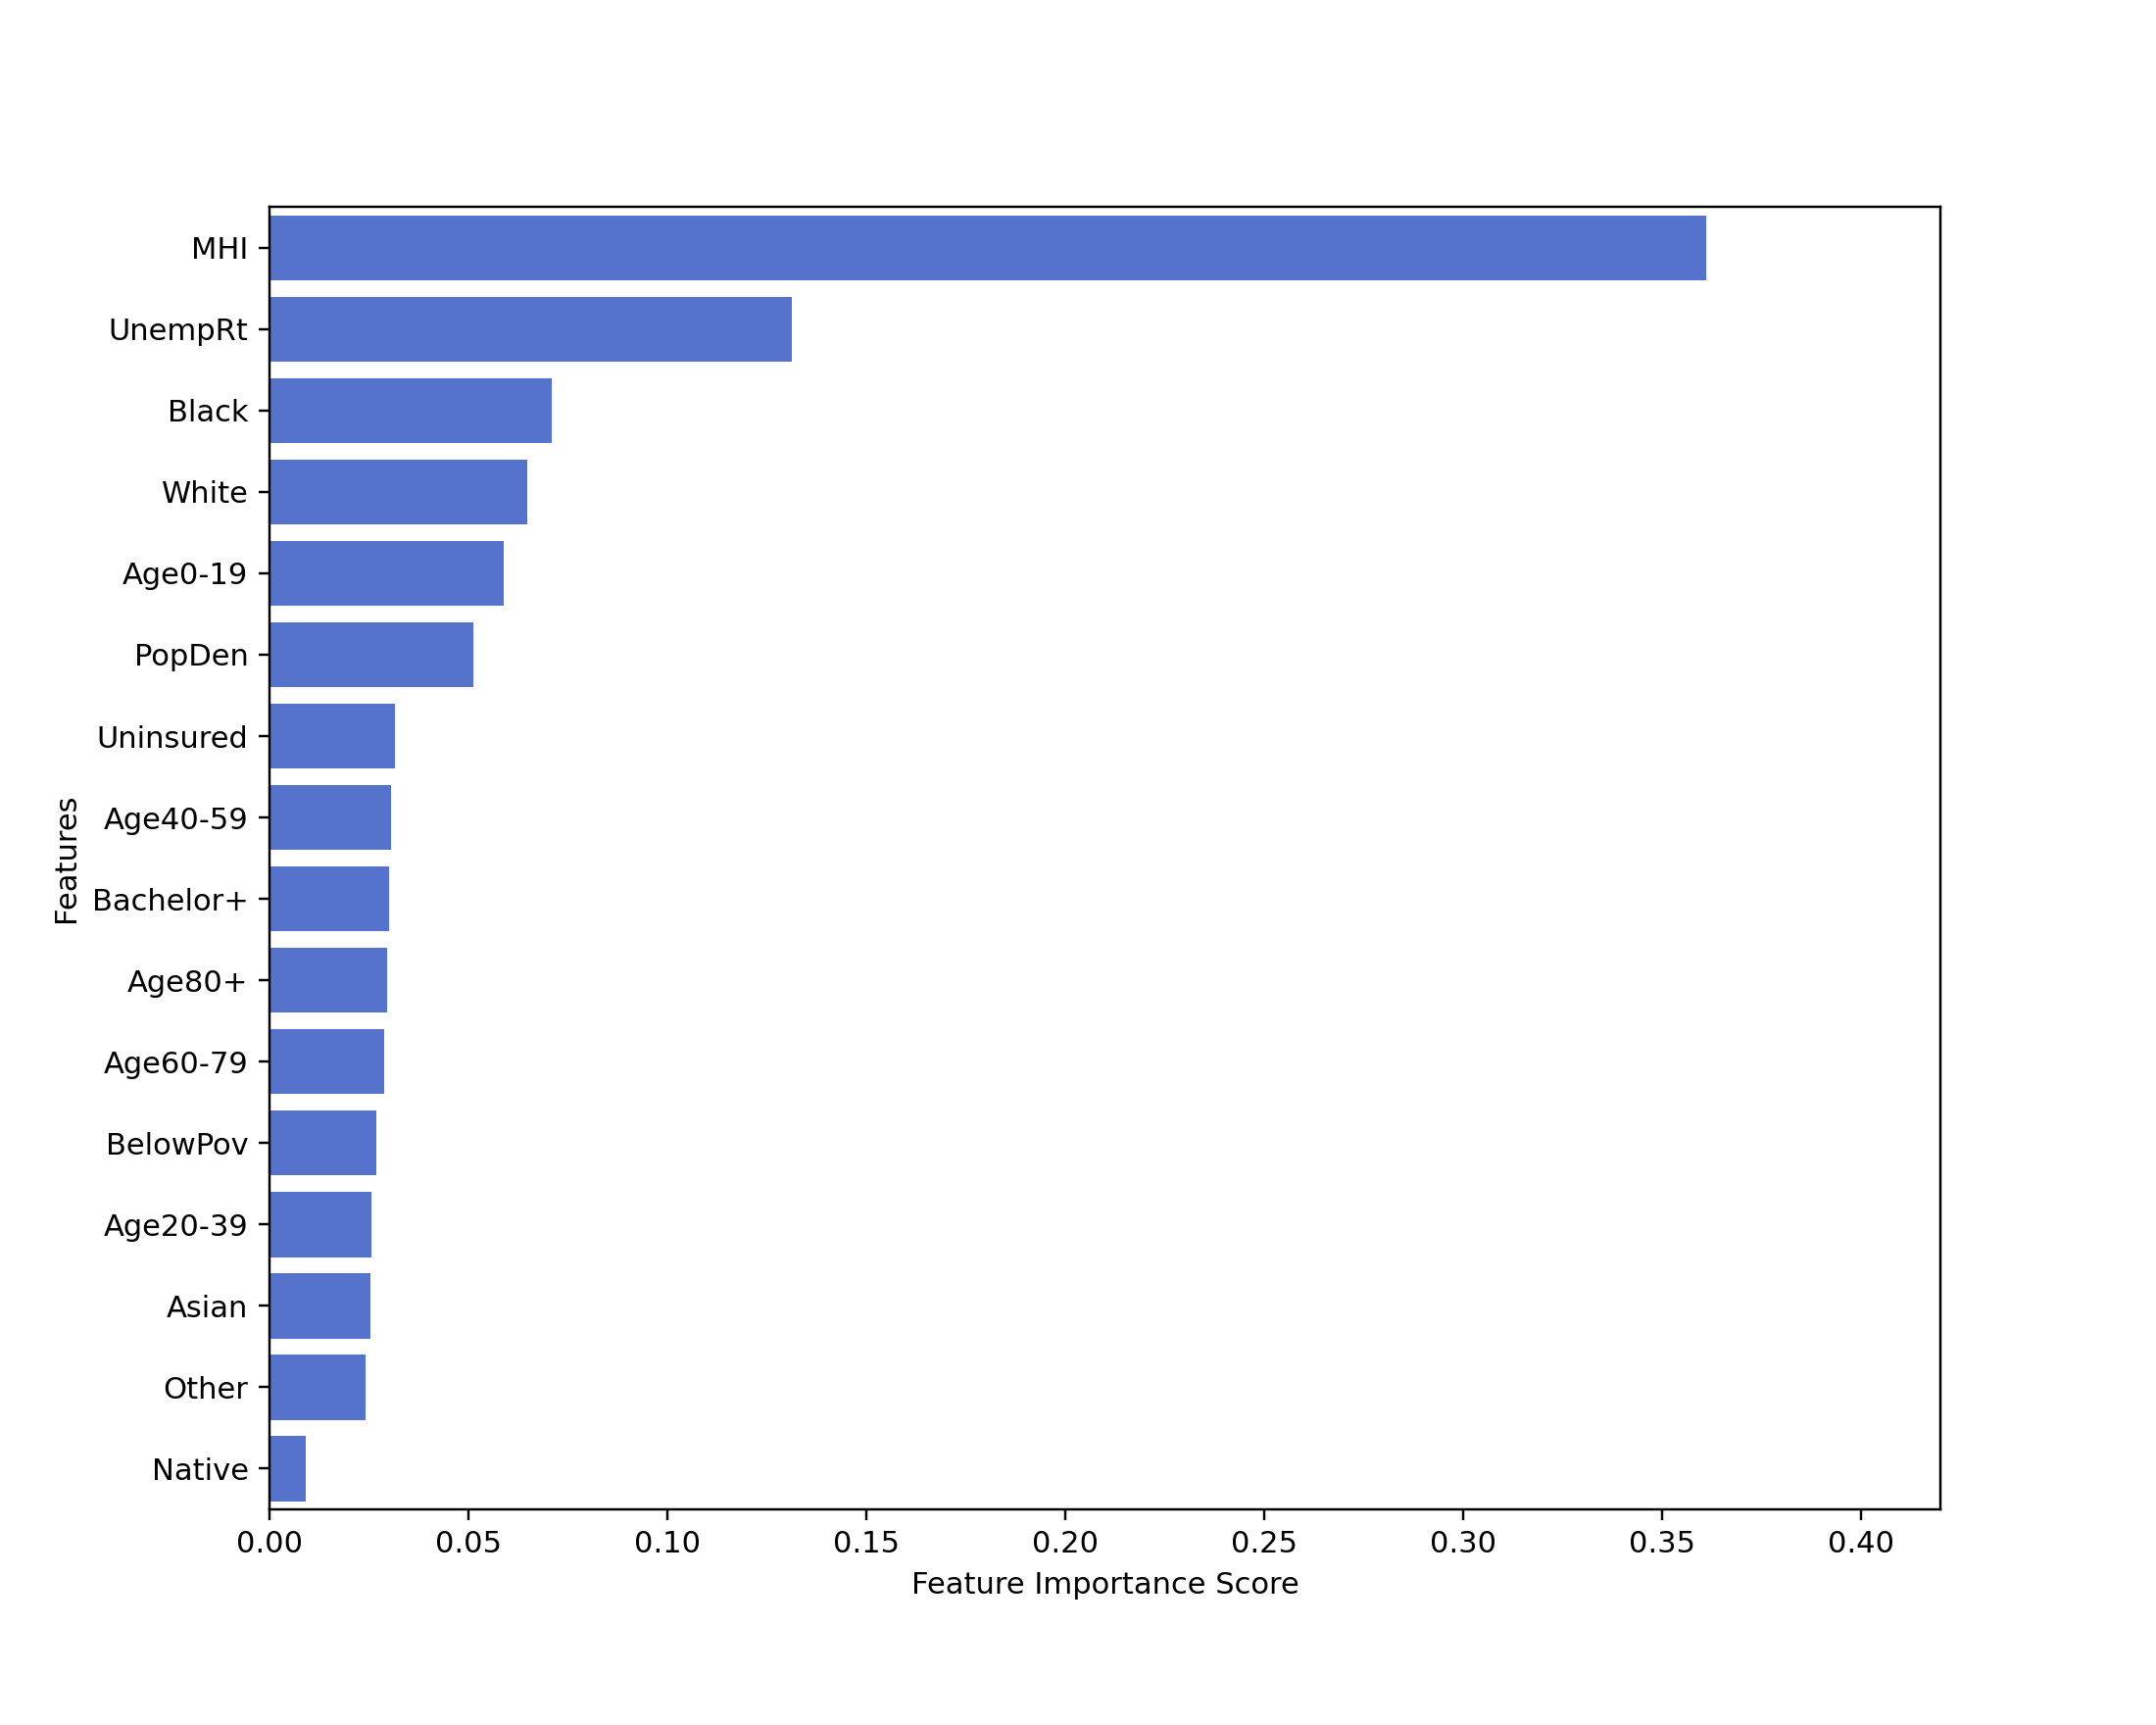 MHI
UnempRt
Black
White
Age0-19
PopDen
Uninsured
Age40-59
Bachelor+
Age80+
Age60-79
BelowPov
Age20-39
Asian
Other
Native
Features
0.00 0.05 0.10 0.15 0.20 0.25 0.30 0.35 0.40
Feature Importance Score